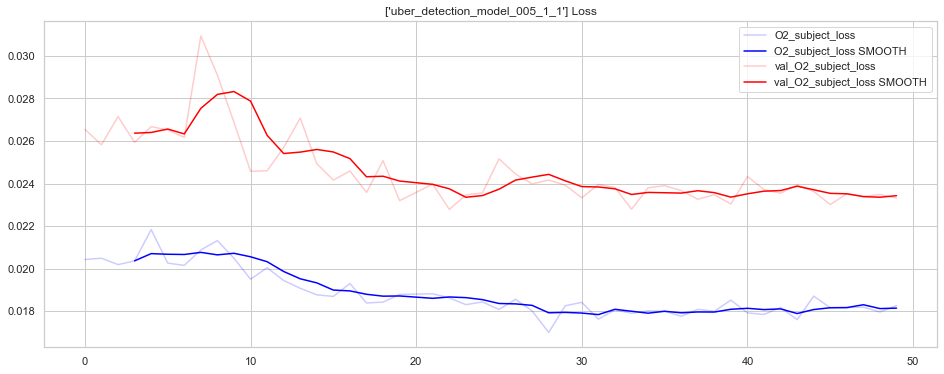 ['uber_detection_model_005_1_1'] Loss
O2_subject_loss
O2_subject_loss SMOOTH
val_O2_subject_loss
val_O2_subject_loss SMOOTH
0.030
0.028
0.026
0.024
0.022
0.020
0.018
0 10 20 30 40 50